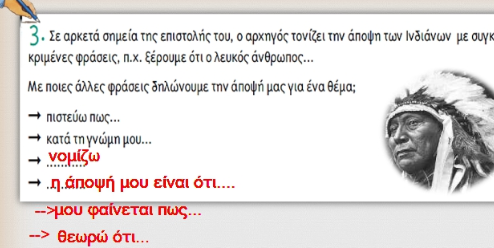 3. Σε αρκετά σημεία της επιστολής του, ο αρχηγός τονίζει την άποψη των Ινδιάνων με συγκ
κριμένες φράσεις, π.χ. ξέρουμε ότι ο λευκός άνθρωπος...
Με ποιες άλλες φράσεις δηλώνουμε την άποψή μας για ένα θέμα;
→ πιστεύω πως...
→ κατά τη γνώμη μου...
→ νομίζω
→ η άποψή μου είναι ότι....
-->μου φαίνεται πως...
--> θεωρώ ότι...